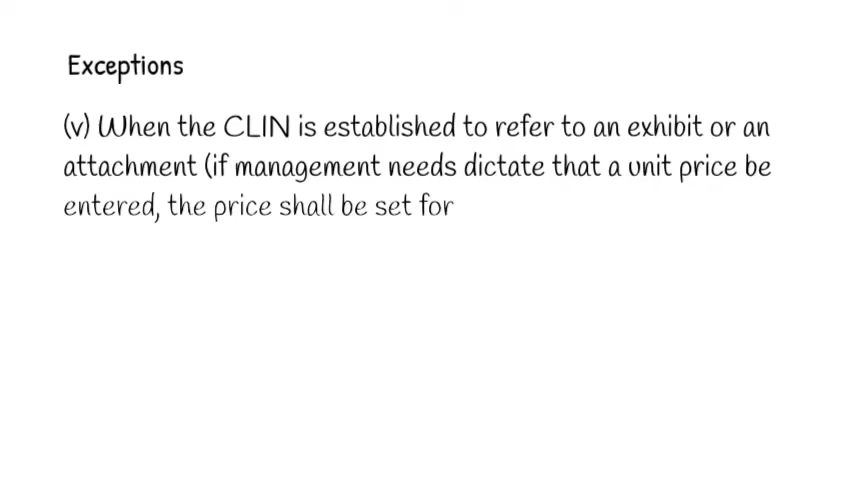 Exceptions
(v) When the CLIN is established to refer to an exhibit or an
attachment (if management needs dictate that a unit price be
entered, the price shall be set for